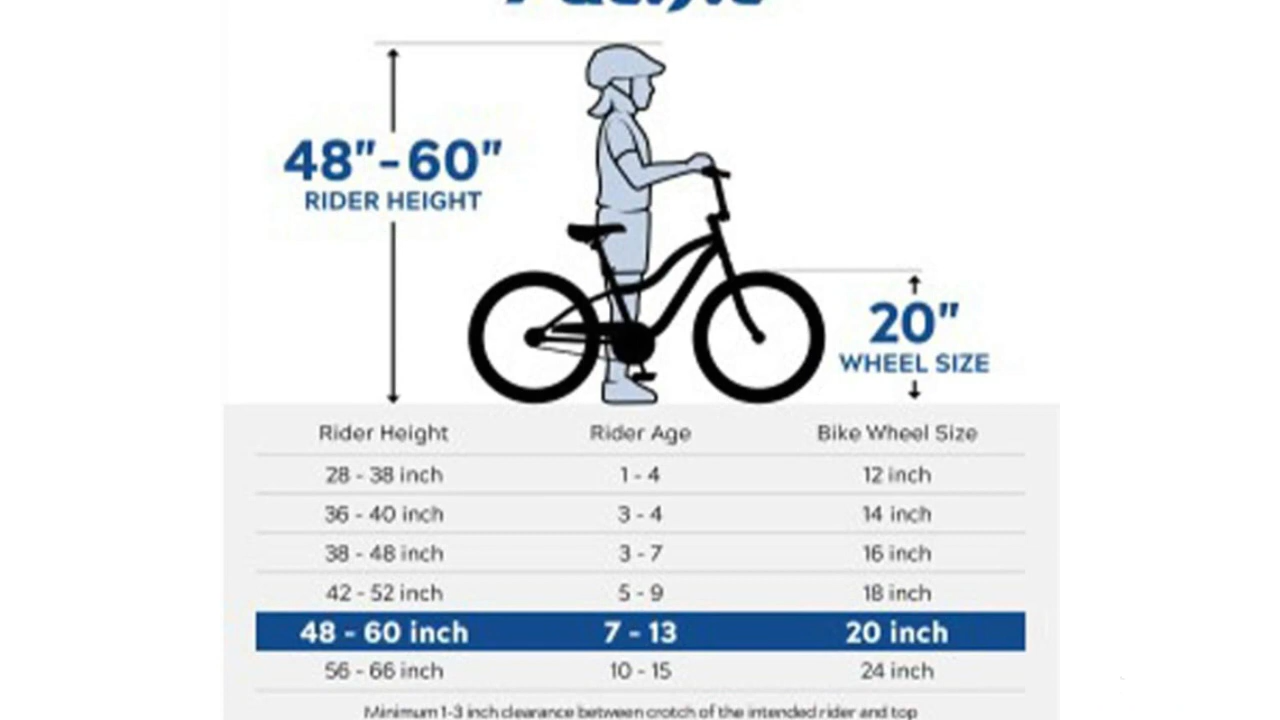 48"-60"
RIDER HEIGHT
20"
WHEEL SIZE
Rider Height Rider Age Bike Wheel Size
28 - 38 inch 1 - 4 12 inch
36 - 40 inch 3 - 4 14 inch
38 - 48 inch 3 - 7 16 inch
42 - 52 inch 5 - 9 18 inch
48 - 60 inch 7 - 13 20 inch
56 - 66 inch 10 - 15 24 inch
Minimum 1-3 inch clearance between crotch of the intended rider and top